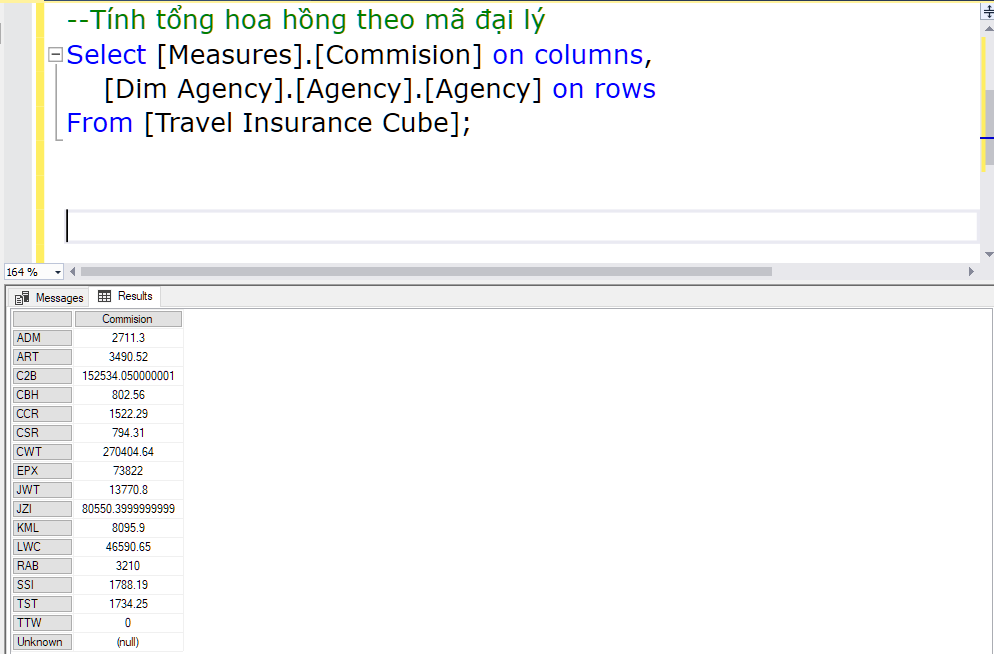 --Tính tổng hoa hồng theo mã đại lý
Select [Measures].[Commision] on columns,
[Dim Agency].[Agency].[Agency] on rows
From [Travel Insurance Cube];
164 %
Messages Results
Commision
ADM 2711.3
ART 3490.52
C2B 152534.050000001
CBH 802.56
CCR 1522.29
CSR 794.31
CWT 270404.64
EPX 73822
JWT 13770.8
JZI 80550.3999999999
KML 8095.9
LWC 46590.65
RAB 3210
SSI 1788.19
TST 1734.25
TTW 0
Unknown (null)